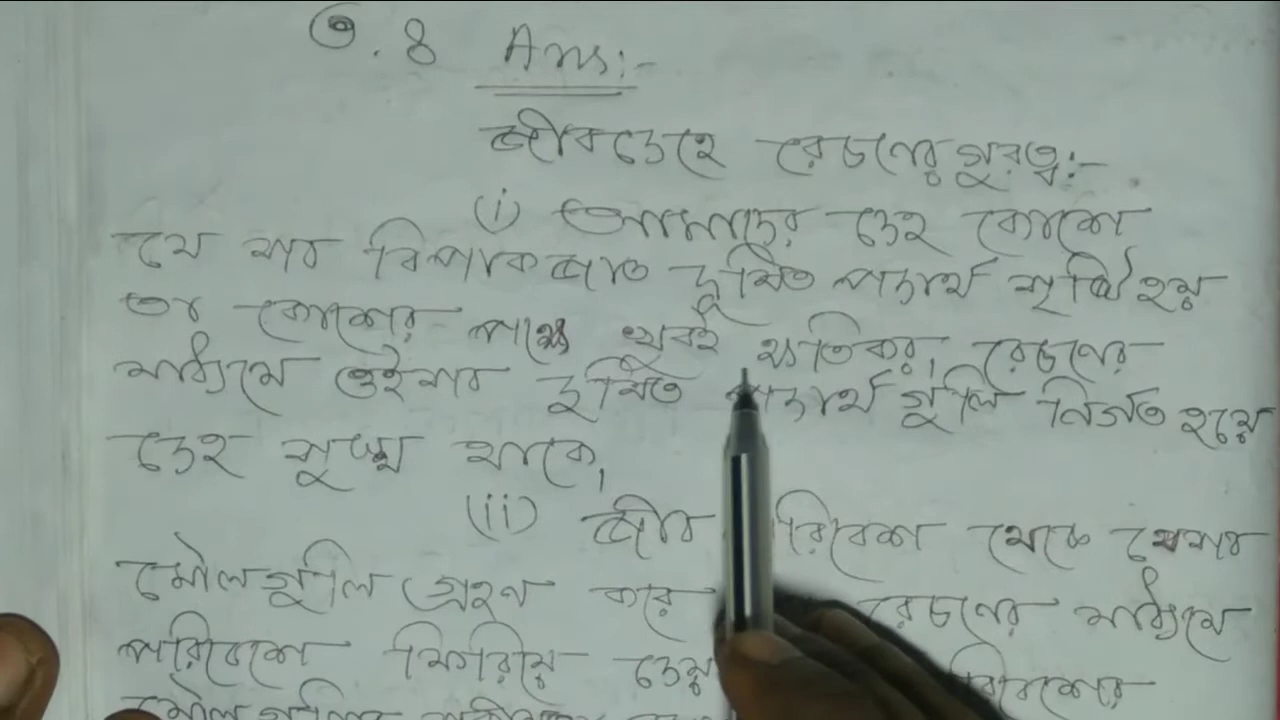 ৩.৪ Ans:-
জীবদেহে রেচনের গুরত্ব:-
(i) আমাদের দেহ কোশে
যে সব বিপাকজাত দূষিত পদার্থ সৃষ্টি হয়
তা কোশের পক্ষে খুবই ক্ষতিকর, রেচনের
মাধ্যমে ওইসব দূষিত পদার্থ গুলি নির্গত হয়ে
দেহ সুস্থ থাকে,
(ii) জীব পরিবেশ থেকে যেসব
মৌলগুলি গ্রহণ করে রেচনের মাধ্যমে
পরিবেশে ফিরিয়ে দেয়
মৌল গুলির